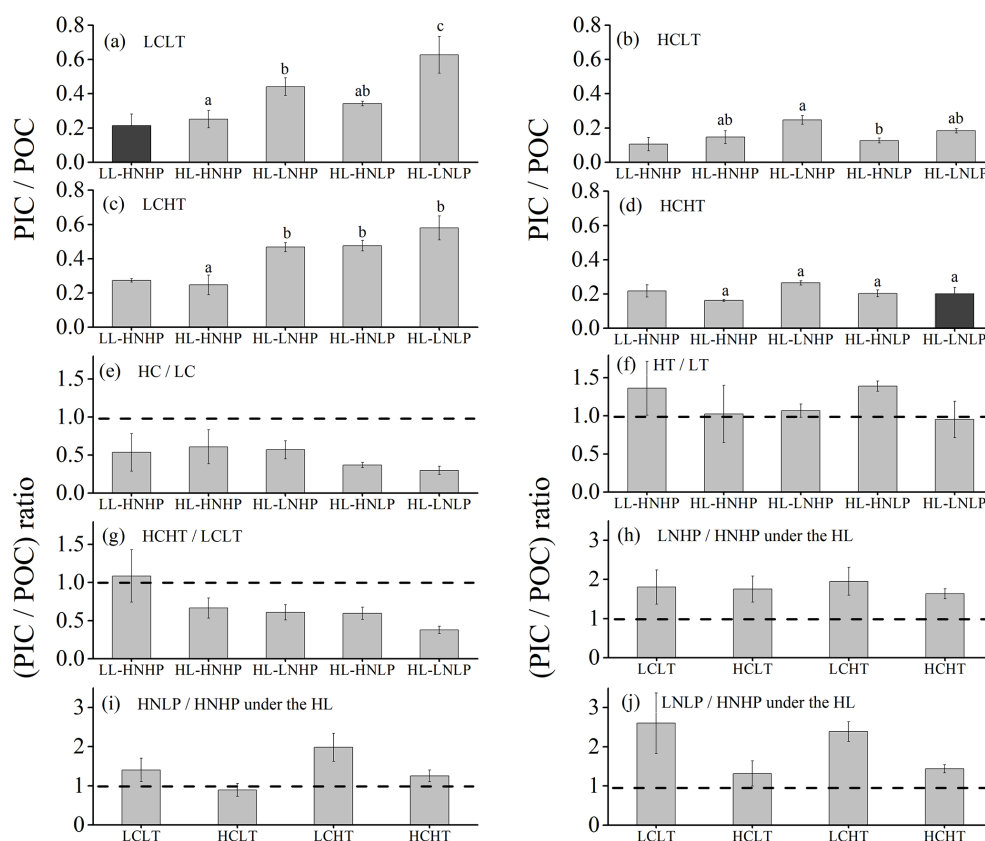 PIC / POC
0.8
0.6
0.4
0.2
0.0
(a) LCLT
a
b
ab
c
LL-HNHP HL-HNHP HL-LNHP HL-HNLP HL-LNLP
PIC / POC
0.8
0.6
0.4
0.2
0.0
(b) HCLT
ab
a
b
ab
LL-HNHP HL-HNHP HL-LNHP HL-HNLP HL-LNLP
0.8
0.6
0.4
0.2
0.0
(c) LCHT
a
b
b
b
LL-HNHP HL-HNHP HL-LNHP HL-HNLP HL-LNLP
0.8
0.6
0.4
0.2
0.0
(d) HCHT
a
a
a
a
LL-HNHP HL-HNHP HL-LNHP HL-HNLP HL-LNLP
(PIC / POC) ratio
1.5
1.0
0.5
0.0
(e) HC / LC
LL-HNHP HL-HNHP HL-LNHP HL-HNLP HL-LNLP
(PIC / POC) ratio
1.5
1.0
0.5
0.0
(f) HT / LT
LL-HNHP HL-HNHP HL-LNHP HL-HNLP HL-LNLP
1.5
1.0
0.5
0.0
(g) HCHT / LCLT
LL-HNHP HL-HNHP HL-LNHP HL-HNLP HL-LNLP
3
2
1
0
(h) LNHP / HNHP under the HL
LCLT HCLT LCHT HCHT
3
2
1
0
(i) HNLP / HNHP under the HL
LCLT HCLT LCHT HCHT
3
2
1
0
(j) LNLP / HNHP under the HL
LCLT HCLT LCHT HCHT